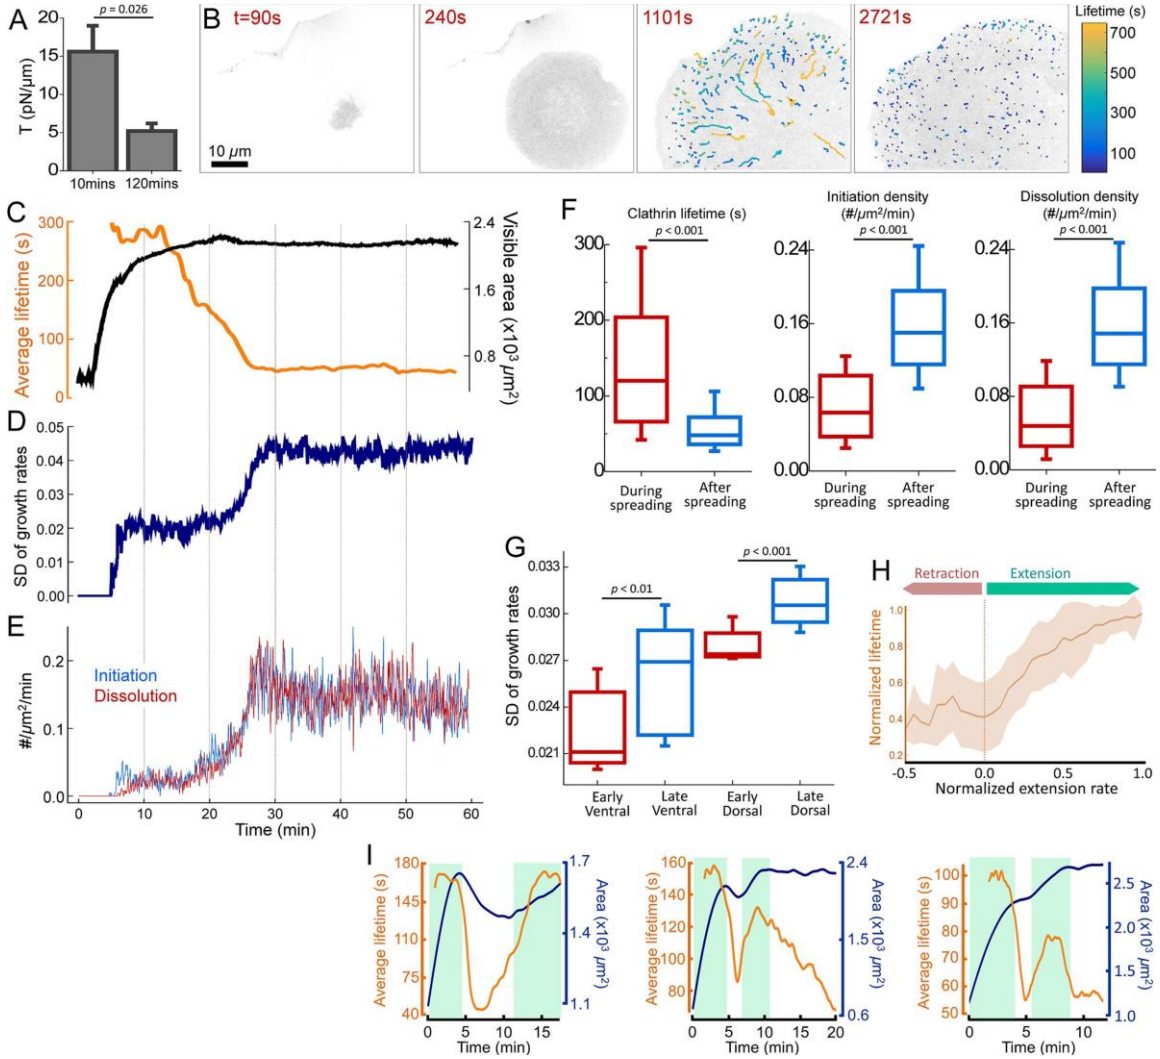 A
p = 0.026
T (pN/µm)
20
15
10
5
0
10mins
120mins
B
t=90s
240s
1101s
2721s
10 µm
Lifetime (s)
700
500
300
100
C
Average lifetime (s)
300
200
100
0
Visible area (x10³ µm²)
2.4
1.6
0.8
D
SD of growth rates
0.05
0.04
0.03
0.02
0.01
0.0
E
#/µm²/min
0.2
0.1
0.0
Initiation
Dissolution
0 10 20 30 40 50 60
Time (min)
F
Clathrin lifetime (s)
p < 0.001
300
200
100
100
0
During spreading
After spreading
Initiation density
(#/µm²/min)
p < 0.001
0.24
0.16
0.08
0.00
During spreading
After spreading
Dissolution density
(#/µm²/min)
p < 0.001
0.24
0.16
0.08
0.00
During spreading
After spreading
G
SD of growth rates
0.033
0.030
0.027
0.024
0.021
p < 0.01
p < 0.001
Early Ventral
Late Ventral
Early Dorsal
Late Dorsal
H
Retraction
Extension
Normalized lifetime
1.0
0.8
0.6
0.4
0.2
-0.5 0.0 0.5 1.0
Normalized extension rate
I
Average lifetime (s)
180
145
110
75
40
Area (x10³ µm²)
1.7
1.4
1.1
0 5 10 15
Time (min)
Average lifetime (s)
160
140
120
100
80
Area (x10³ µm²)
2.4
1.5
0.6
0 5 10 15 20
Time (min)
Average lifetime (s)
100
90
80
70
60
50
Area (x10³ µm²)
2.5
2.0
1.5
1.0
0 5 10
Time (min)